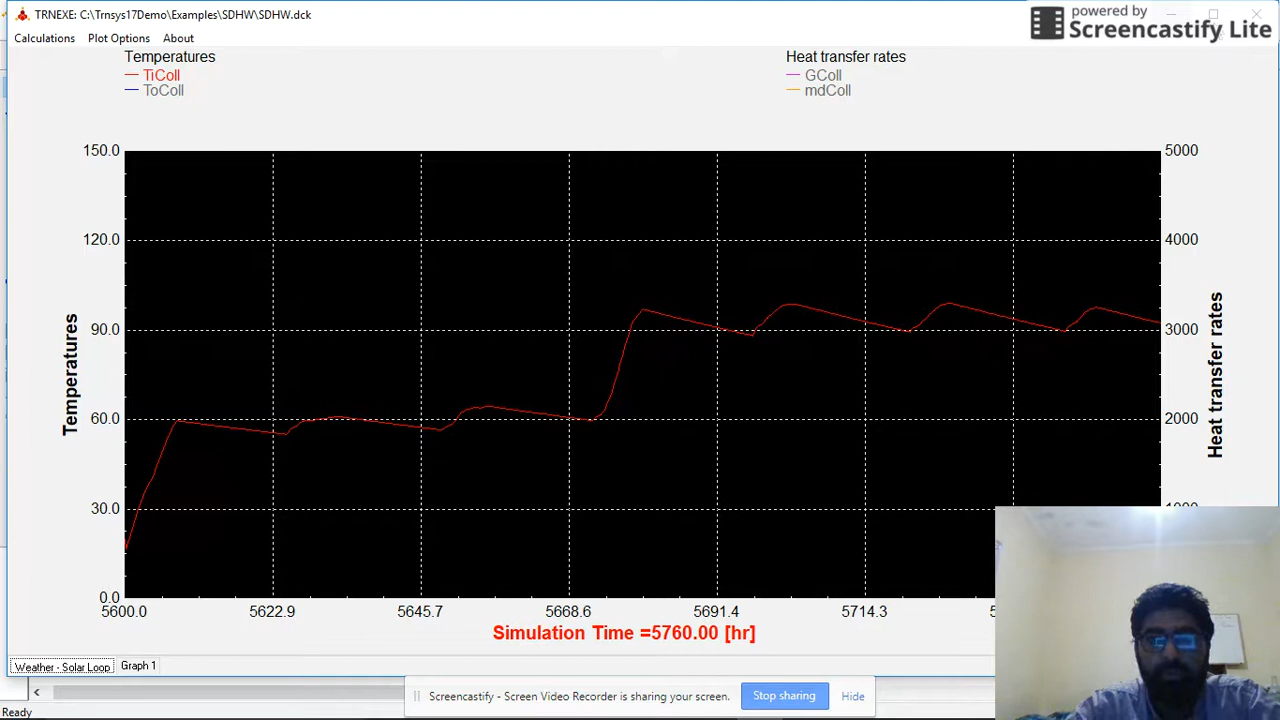 TRNEXE: C:\Trnsys17Demo\Examples\SDHW\SDHW.dck
powered by
Screencastify Lite
Calculations Plot Options About
Temperatures
TiColl
ToColl
Heat transfer rates
GColl
mdColl
150.0
120.0
90.0
60.0
30.0
0.0
Temperatures
5000
4000
3000
2000
Heat transfer rates
5600.0 5622.9 5645.7 5668.6 5691.4 5714.3
Simulation Time =5760.00 [hr]
Weather - Solar Loop Graph 1
Screencastify - Screen Video Recorder is sharing your screen. Stop sharing Hide
Ready